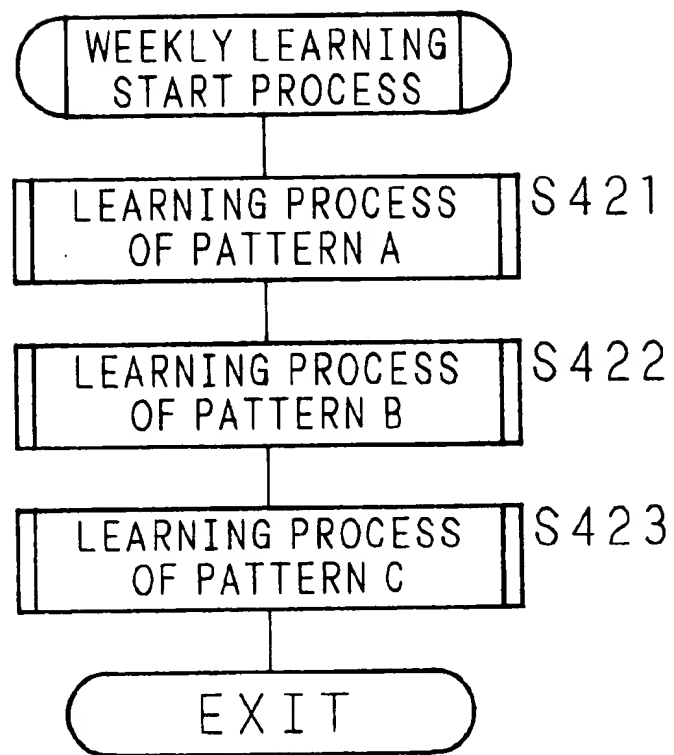 WEEKLY LEARNING
START PROCESS
LEARNING PROCESS
OF PATTERN A
S421
LEARNING PROCESS
OF PATTERN B
S422
LEARNING PROCESS
OF PATTERN C
S423
EXIT